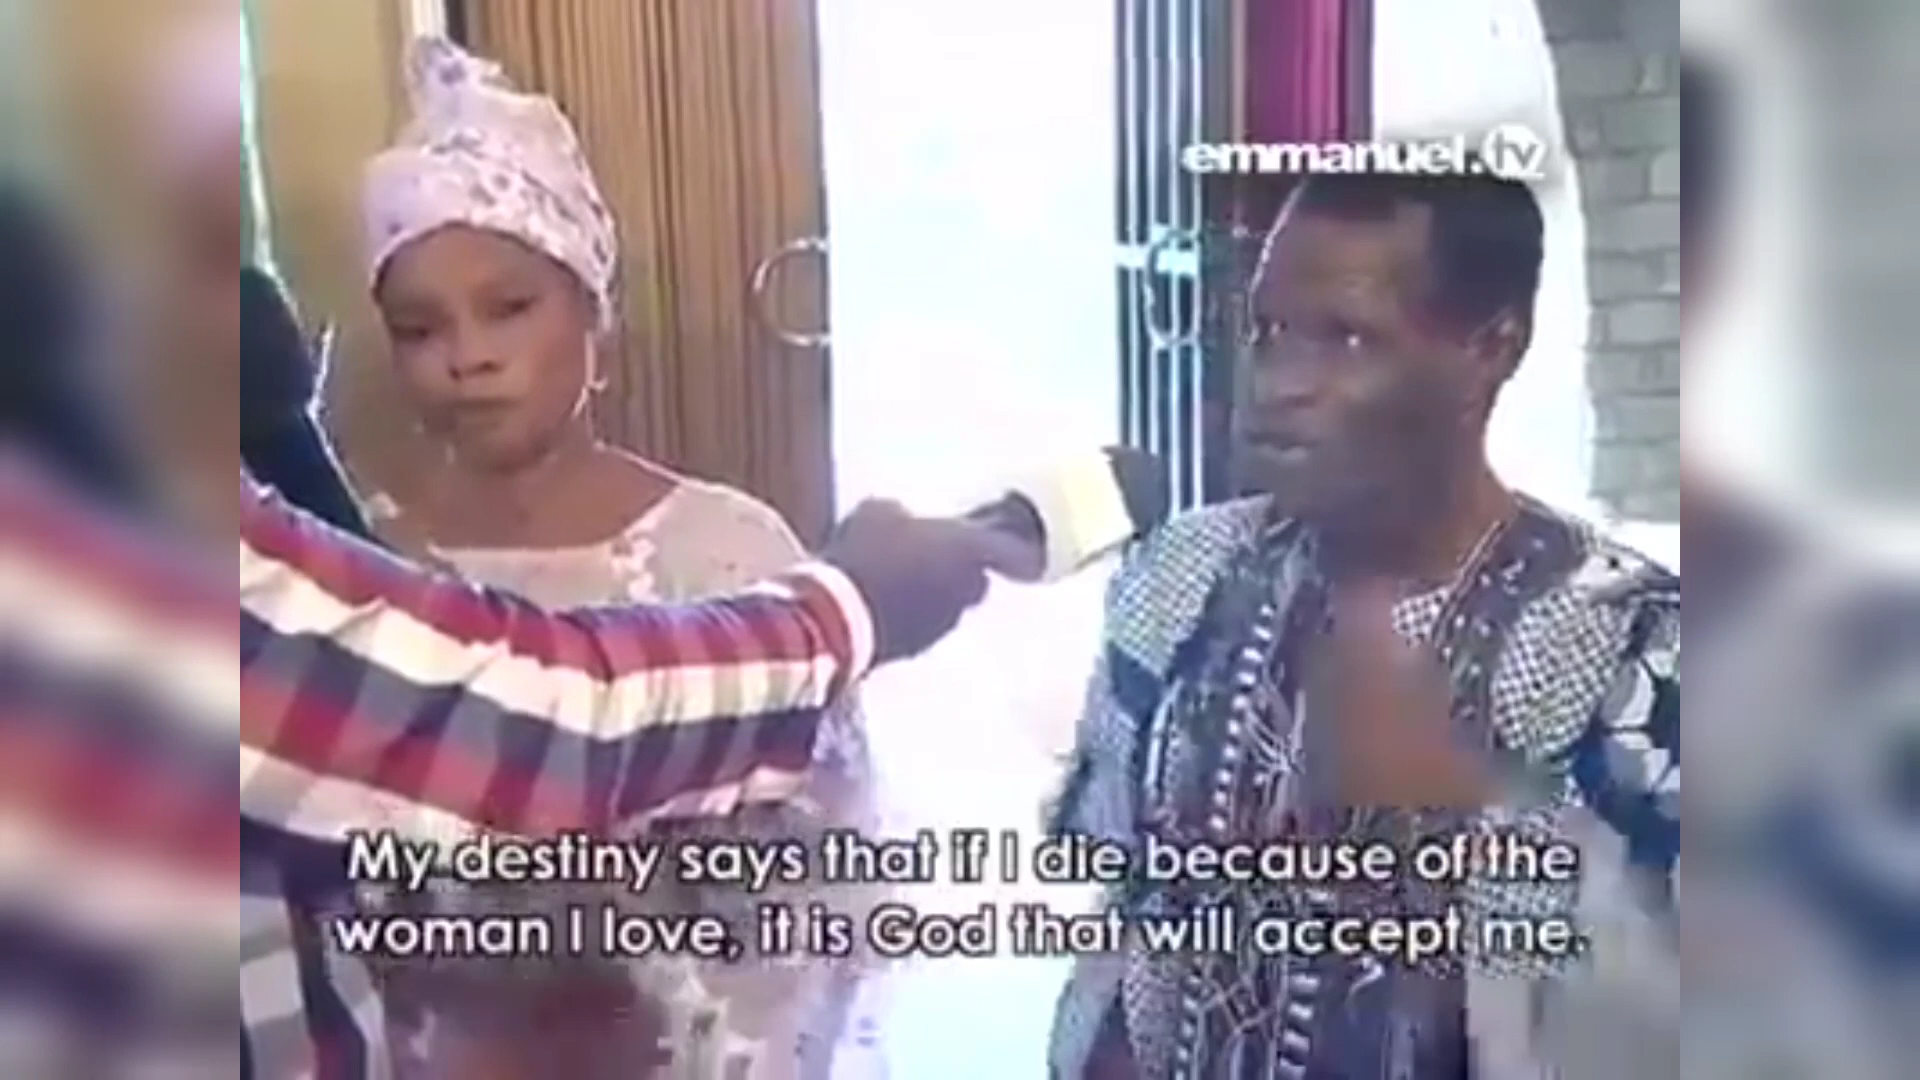 emmanuel.tv
My destiny says that if I die because of the
woman I love, it is God that will accept me.